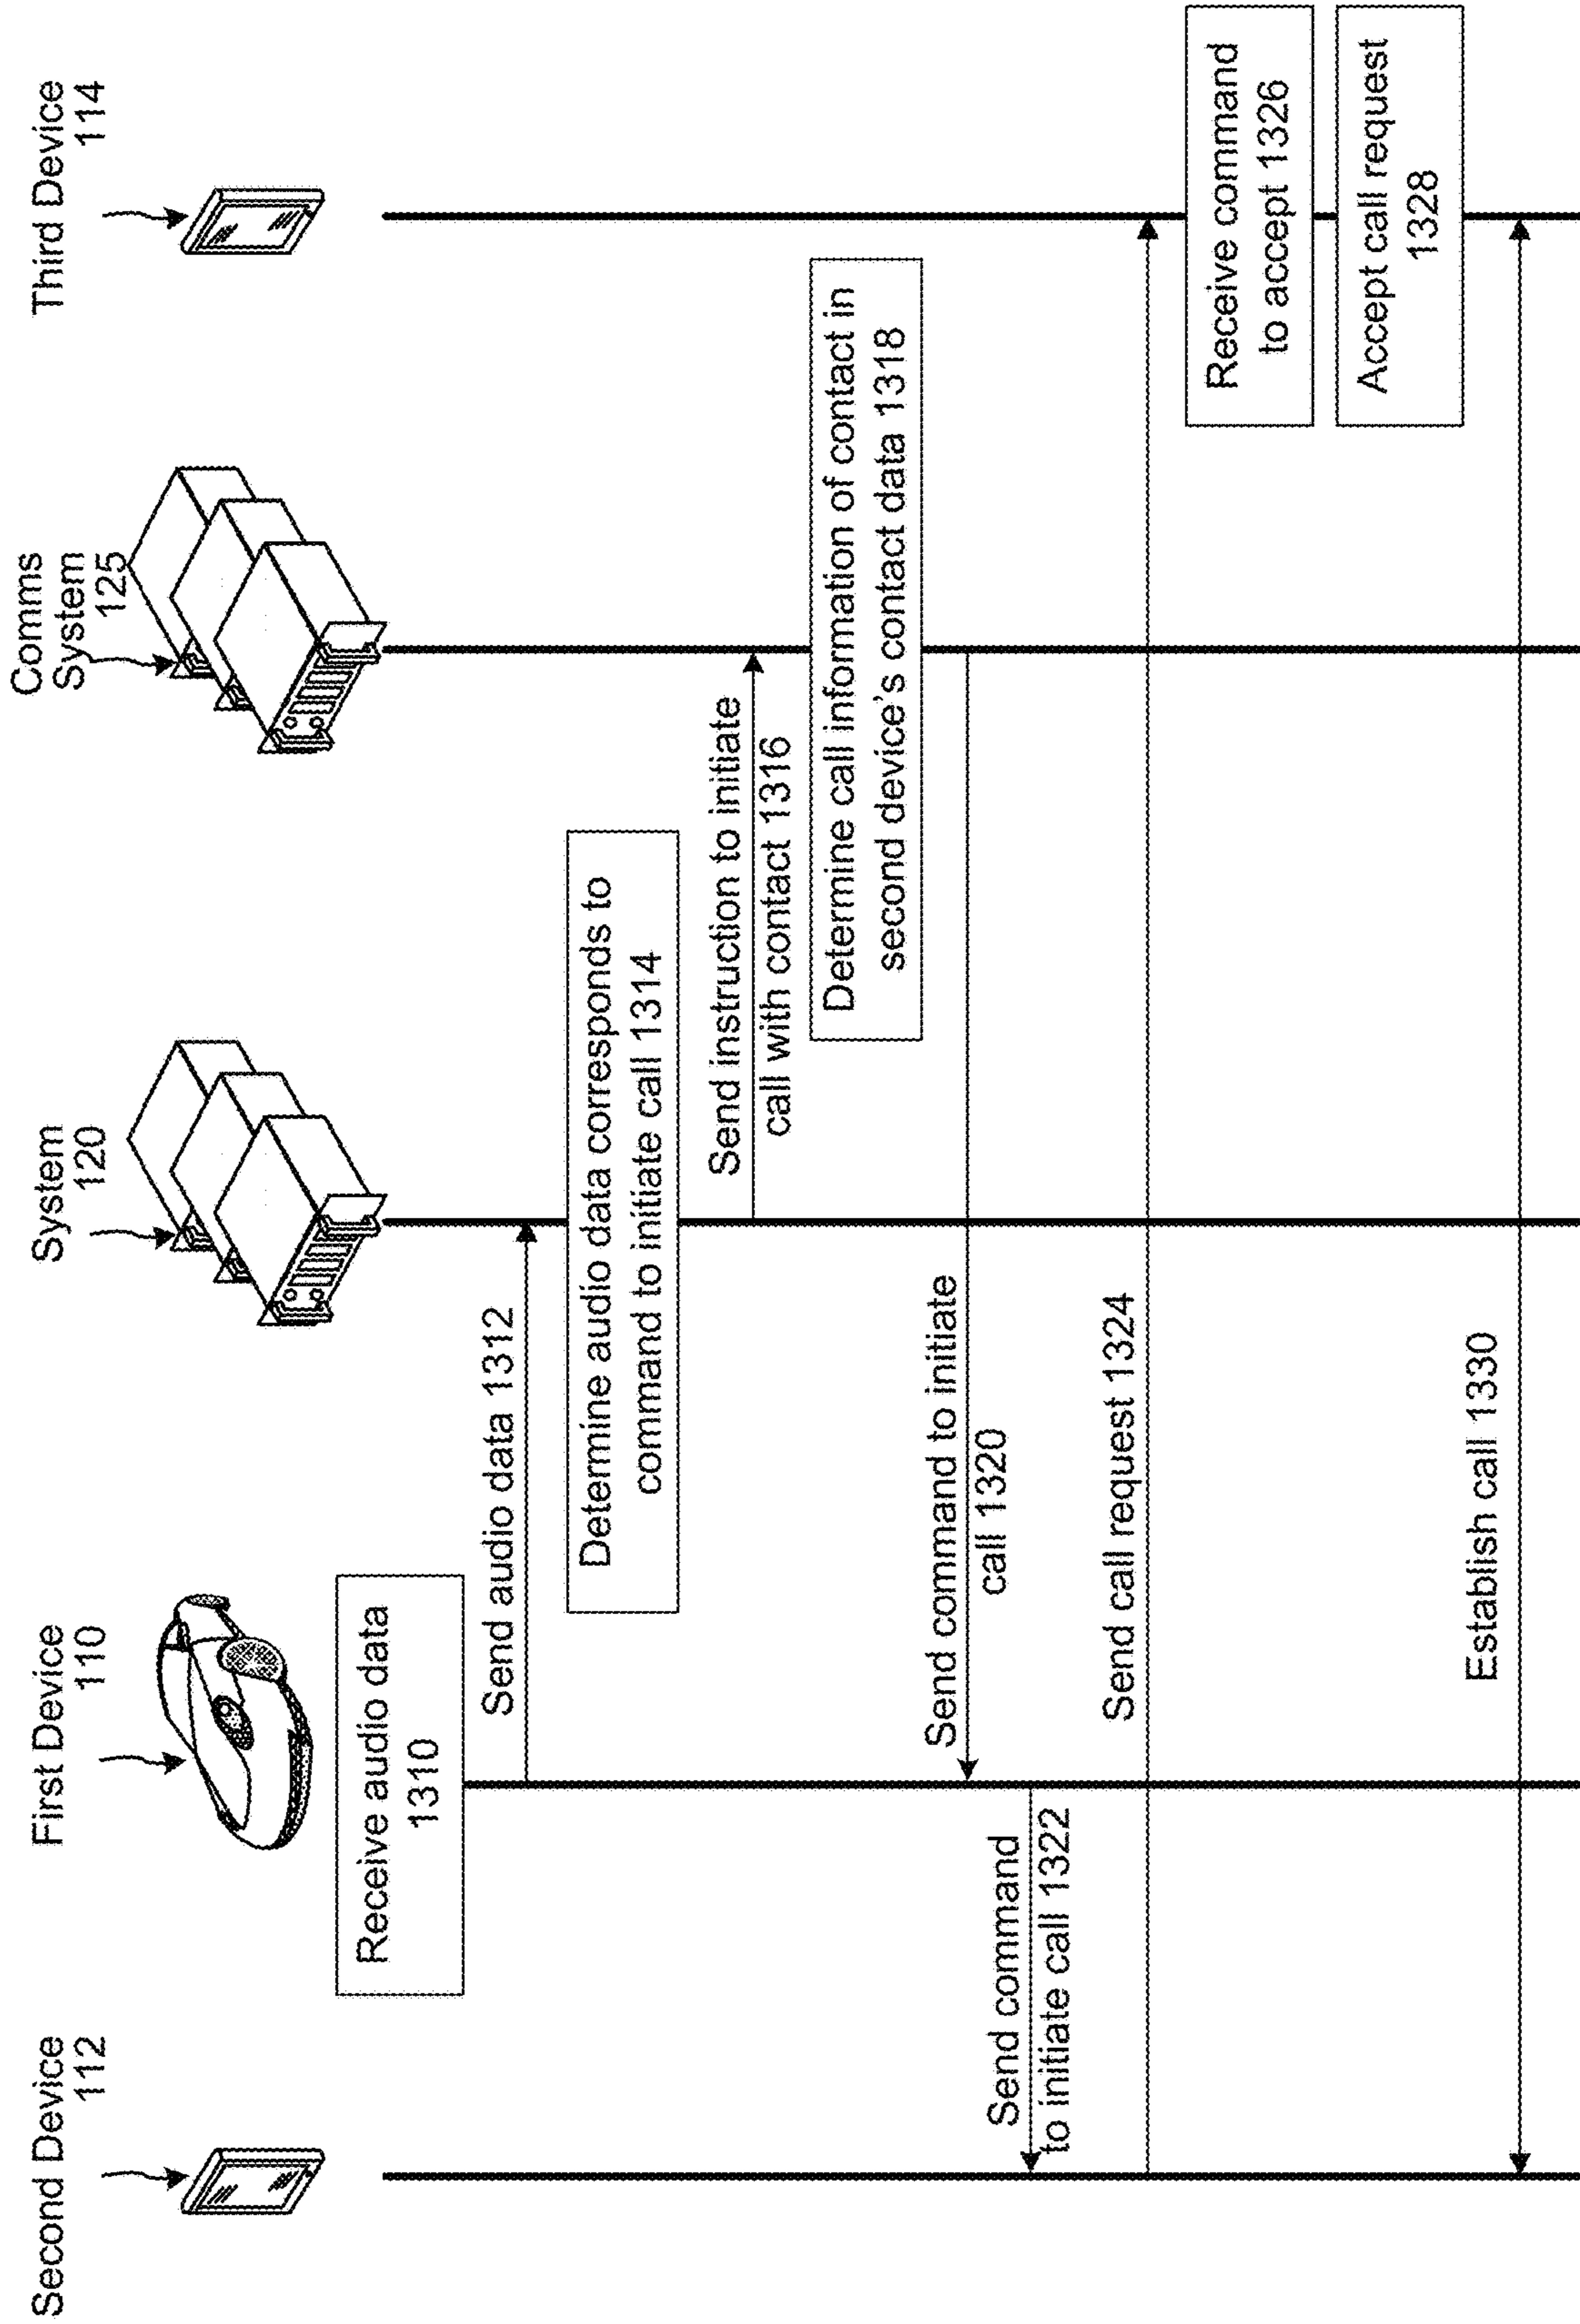 Second Device
112
First Device
110
System
120
Comms
System
125
Third Device
114
Receive audio data
1310
Send audio data 1312
Determine audio data corresponds to
command to initiate call 1314
Send instruction to initiate
call with contact 1316
Determine call information of contact in
second device's contact data 1318
Send command to initiate
call 1320
Send command
to initiate call 1322
Send call request 1324
Receive command
to accept 1326
Accept call request
1328
Establish call 1330